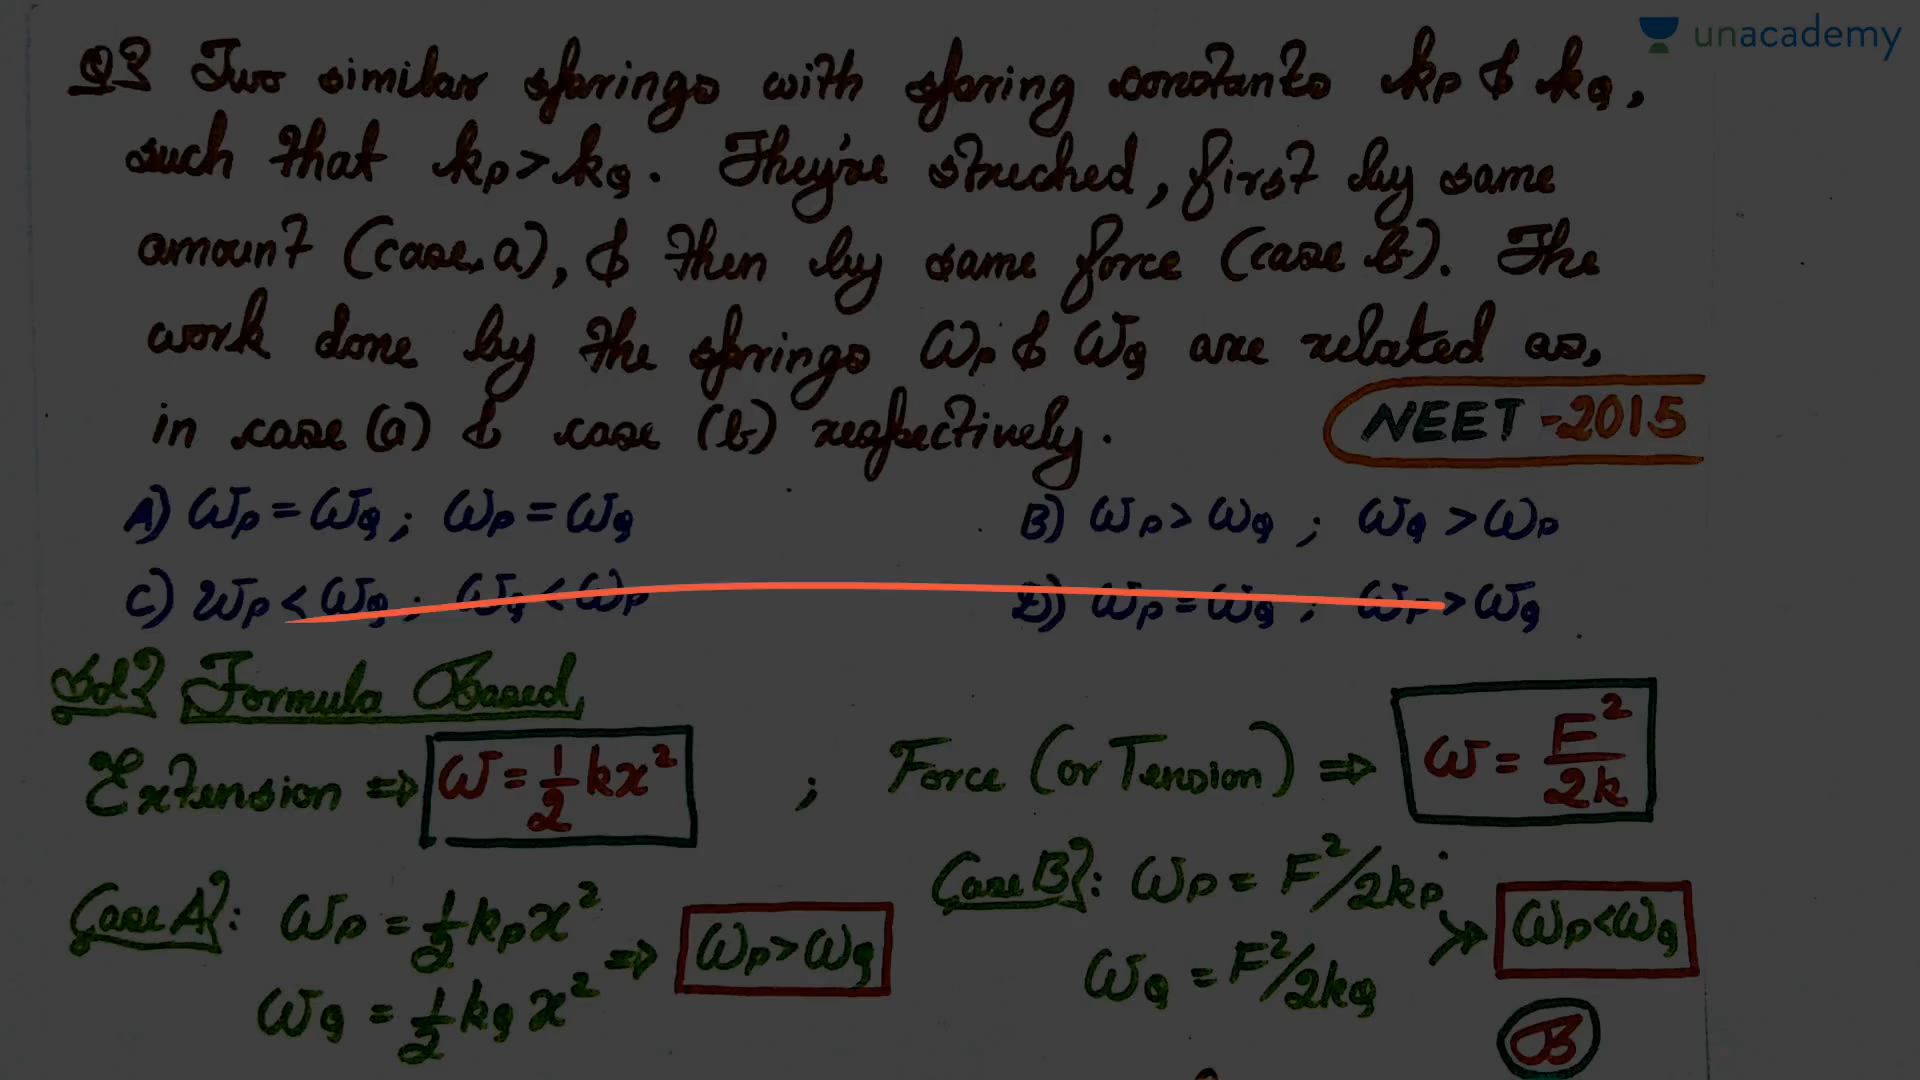 unacademy
Q? Two similar springs with spring constants kp & kQ,
such that kp > kQ. They're streched, first by same
amount (case a), & then by same force (case b). The
work done by the springs Wp & WQ are related as,
in case (a) & case (b) respectively.
NEET -2015
A) Wp = WQ ; Wp = WQ
B) Wp > WQ ; WQ > Wp
C) Wp < WQ ; WQ < Wp
D) Wp = WQ ; Wp > WQ
Sol? Formula Based,
Extension ⇒ W = 1/2 kx² ; Force (or Tension) ⇒ W = F²/2k
Case A}: Wp = 1/2 kp x²
WQ = 1/2 kQ x² ⇒ Wp > WQ
Case B}: Wp = F²/2kp
WQ = F²/2kQ
Wp < WQ
B